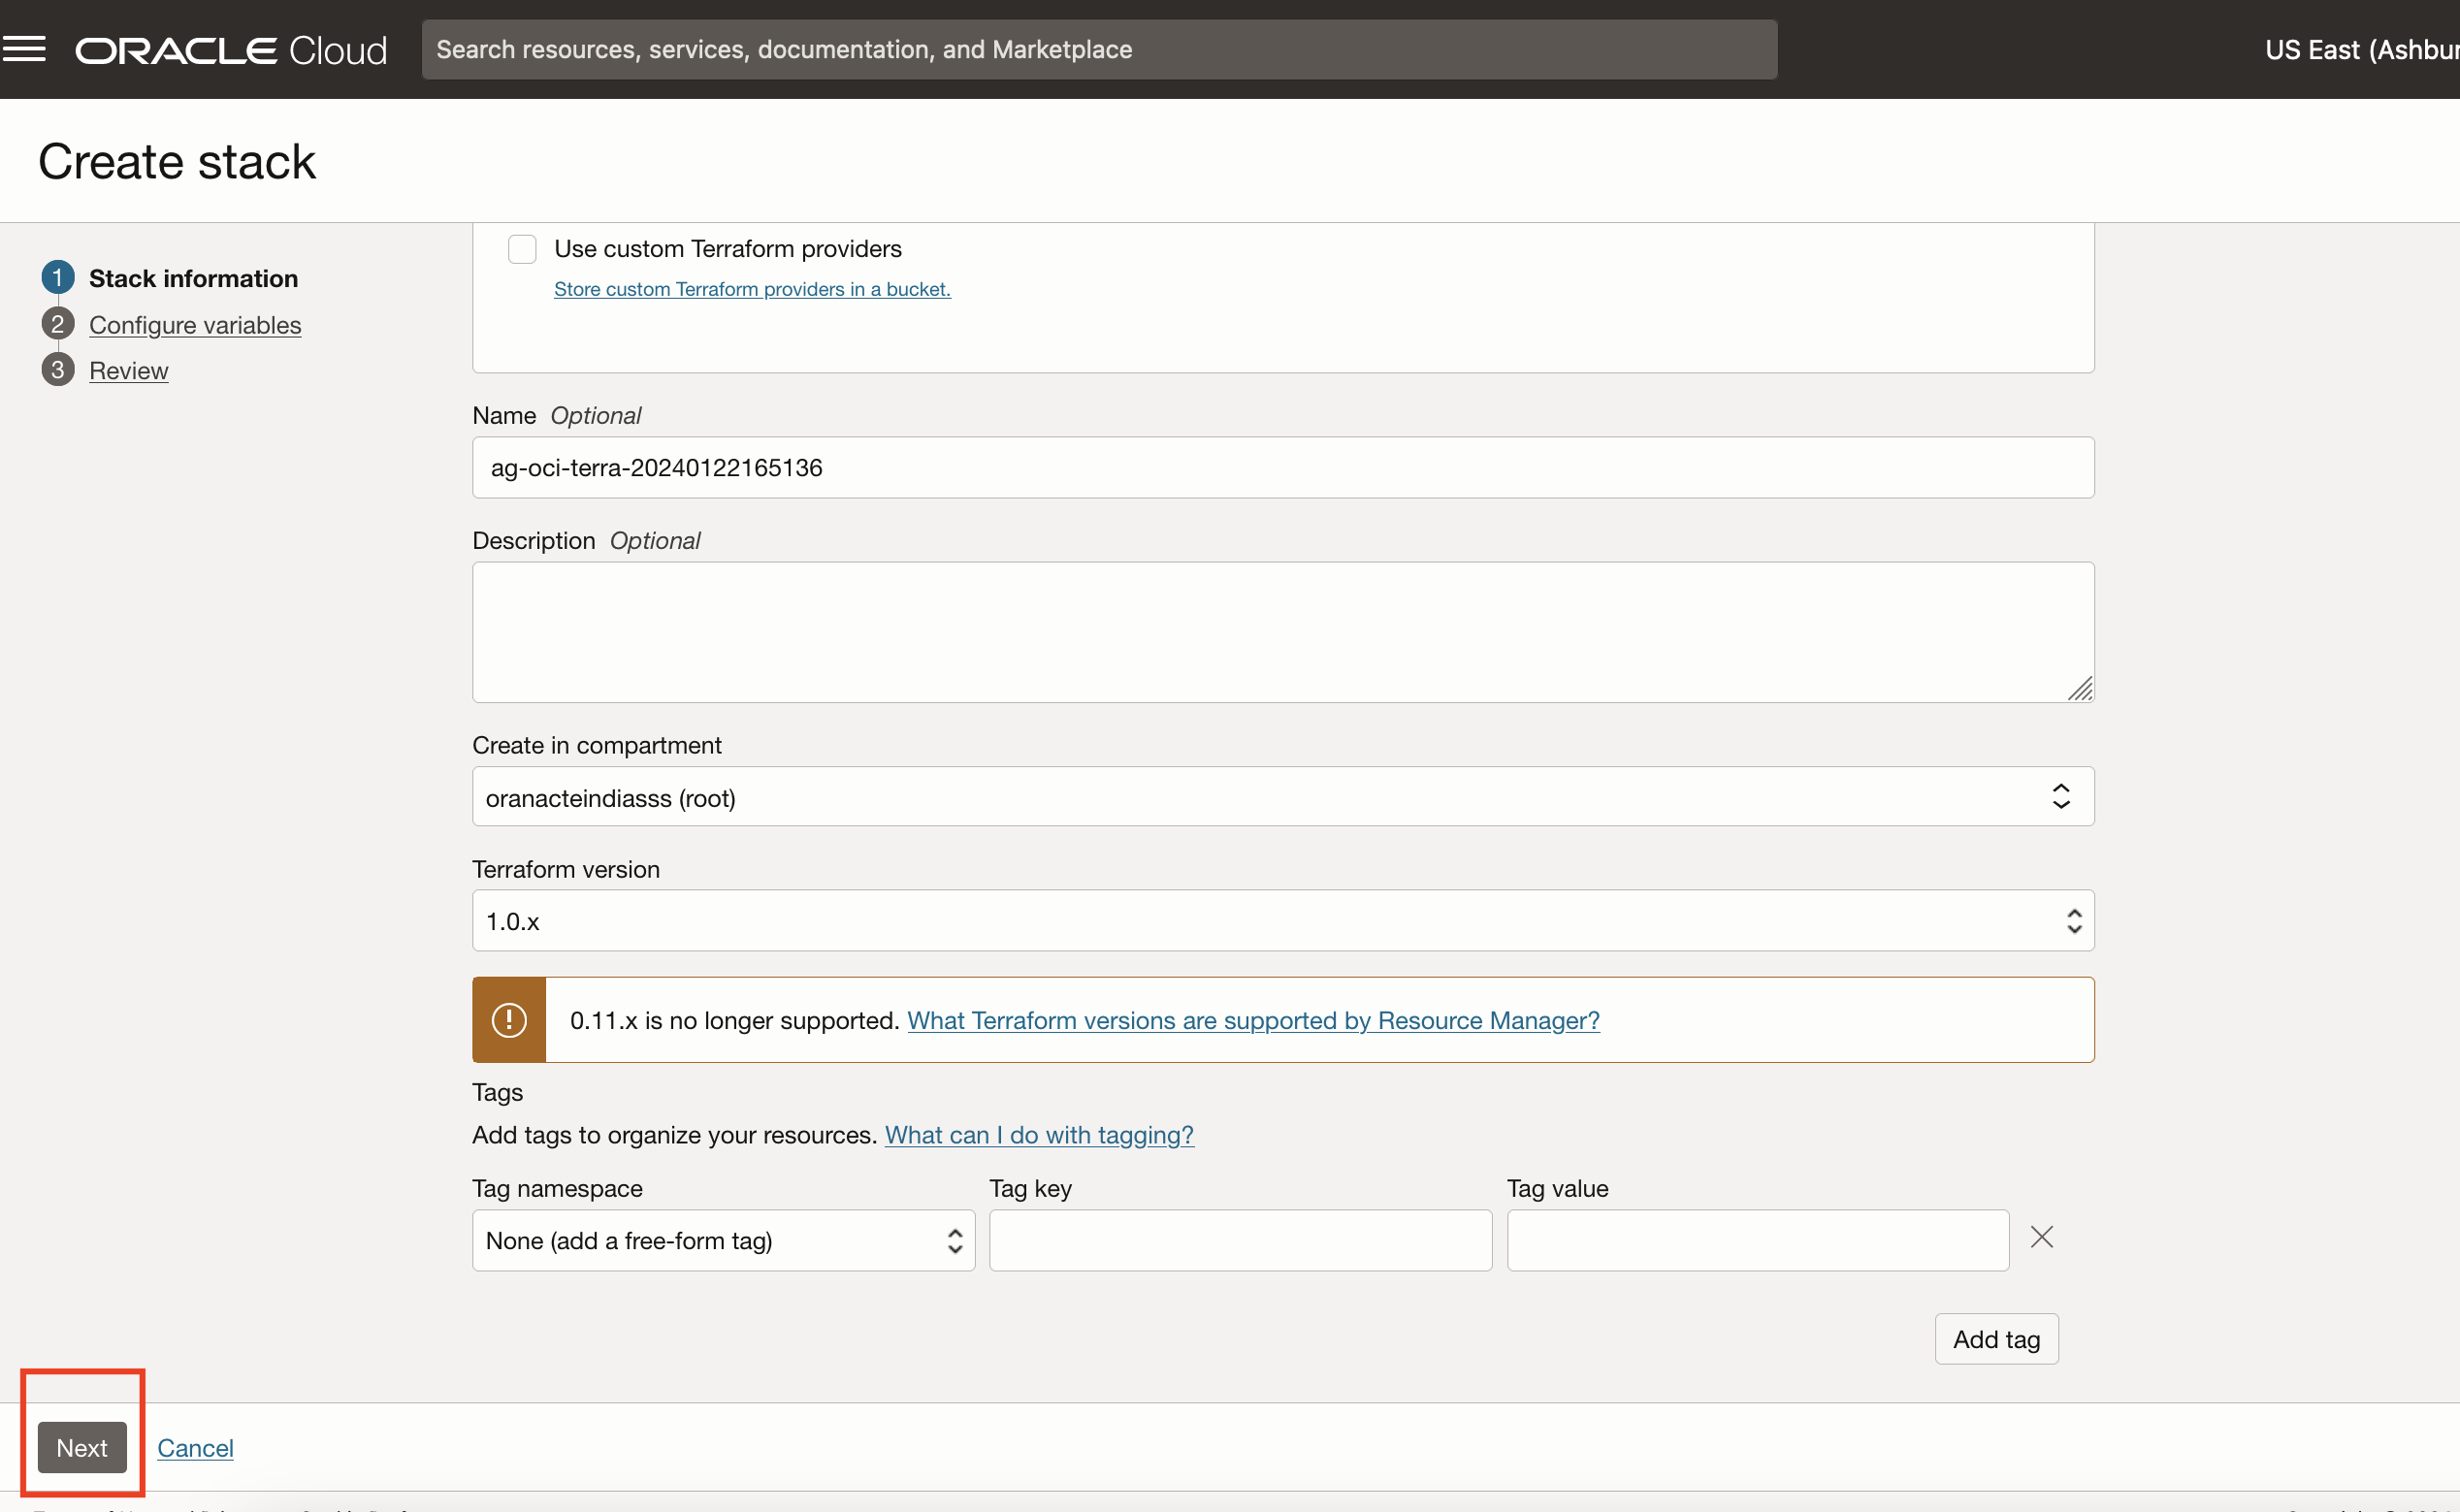 ORACLE Cloud
Search resources, services, documentation, and Marketplace
US East (Ashbur
Create stack
1 Stack information
2 Configure variables
3 Review
Use custom Terraform providers
Store custom Terraform providers in a bucket.
Name Optional
ag-oci-terra-20240122165136
Description Optional
Create in compartment
oranacteindiasss (root)
Terraform version
1.0.x
0.11.x is no longer supported. What Terraform versions are supported by Resource Manager?
Tags
Add tags to organize your resources. What can I do with tagging?
Tag namespace Tag key Tag value
None (add a free-form tag)
Add tag
Next Cancel